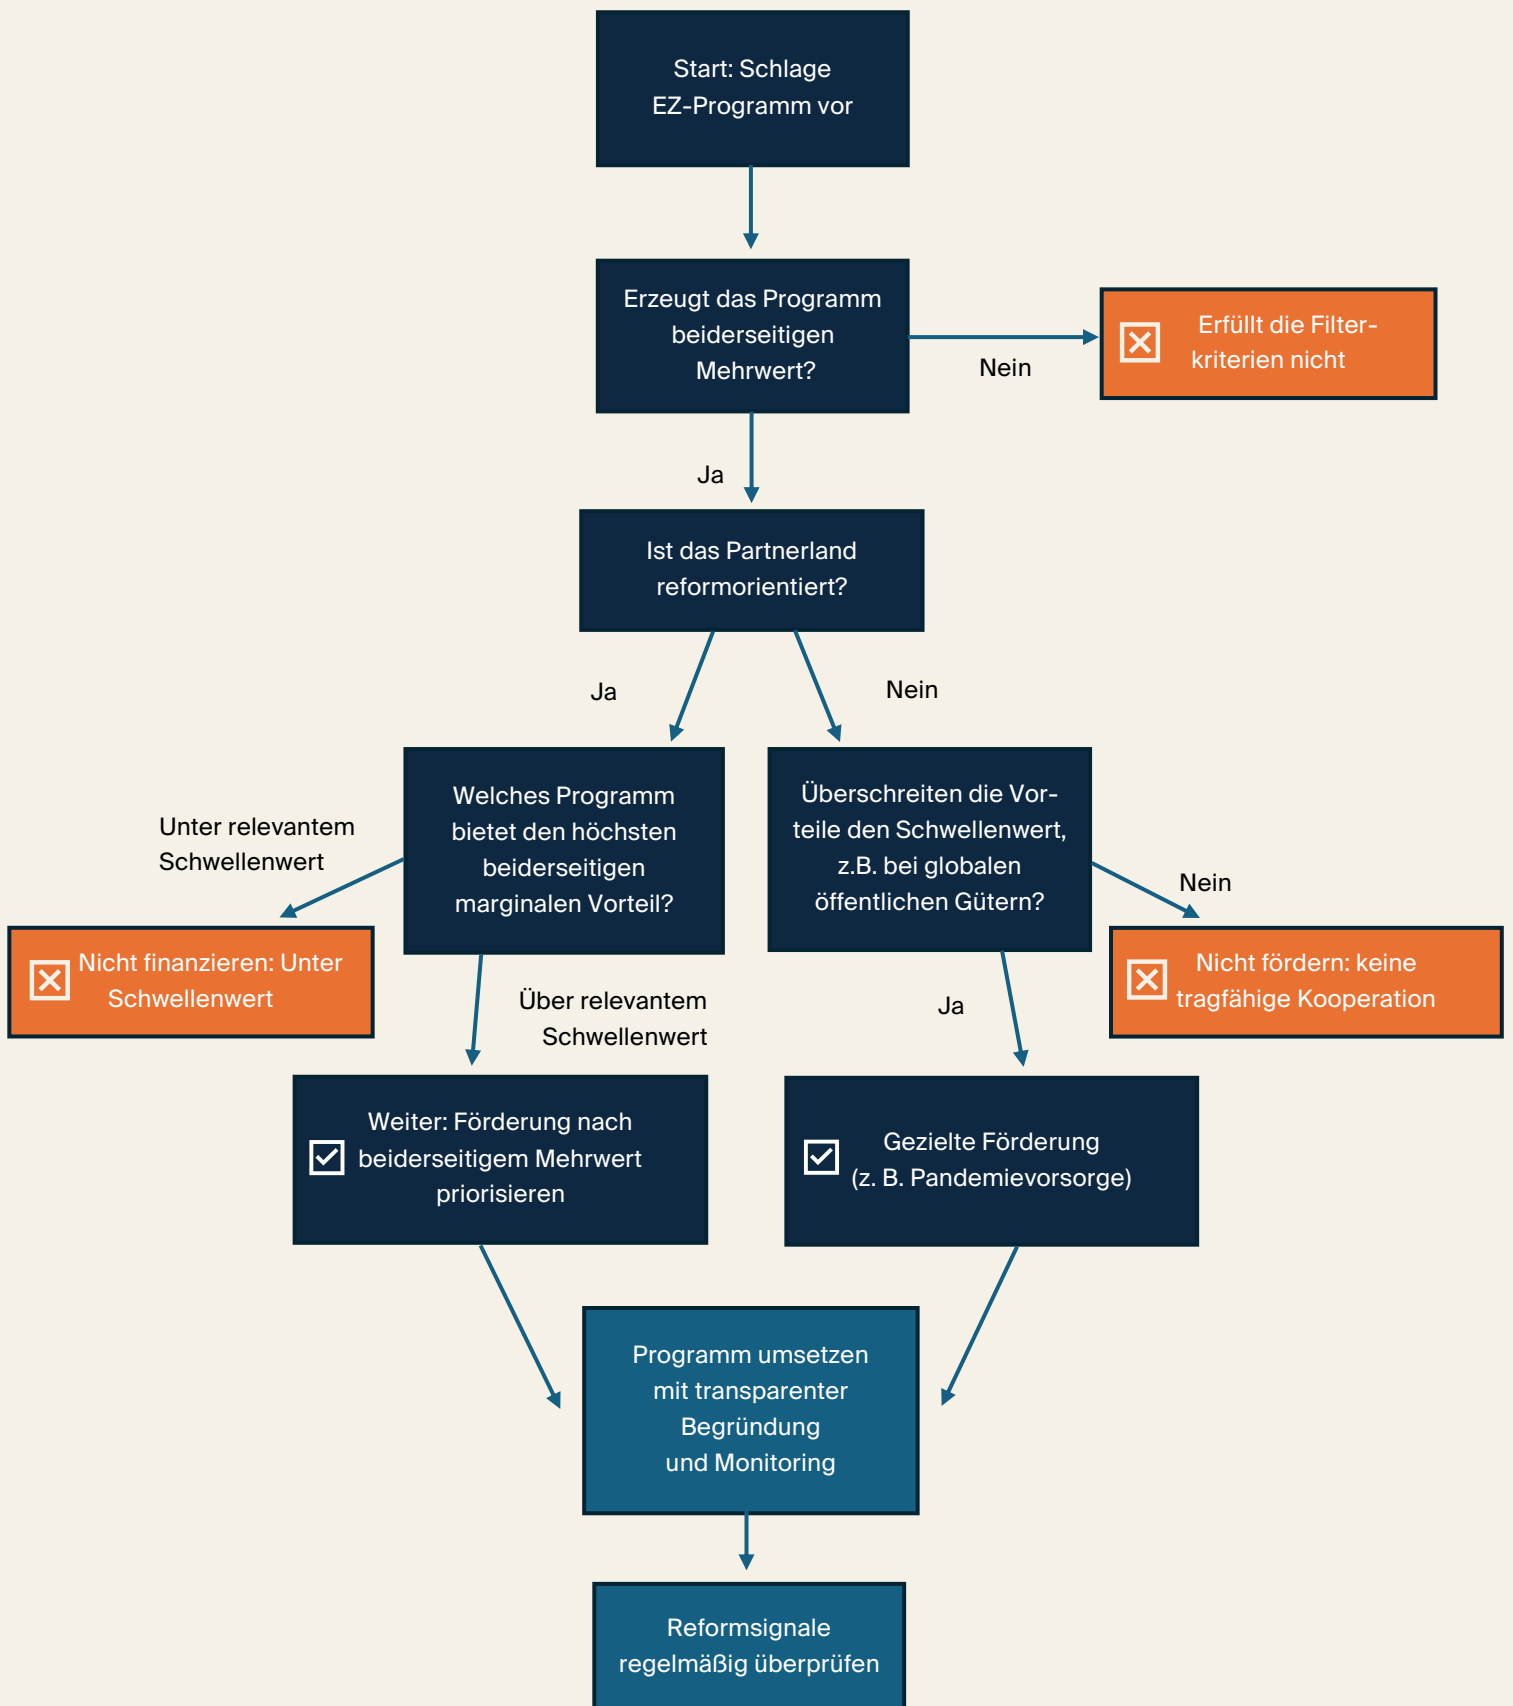 Start: Schlage
EZ-Programm vor
Erzeugt das Programm
beiderseitigen
Mehrwert?
Nein
Erfüllt die Filter-
kriterien nicht
Ja
Ist das Partnerland
reformorientiert?
Ja
Nein
Welches Programm
bietet den höchsten
beiderseitigen
marginalen Vorteil?
Überschreiten die Vor-
teile den Schwellenwert,
z.B. bei globalen
öffentlichen Gütern?
Unter relevantem
Schwellenwert
Nein
Nicht finanzieren: Unter
Schwellenwert
Über relevantem
Schwellenwert
Ja
Nicht fördern: keine
tragfähige Kooperation
Weiter: Förderung nach
beiderseitigem Mehrwert
priorisieren
Gezielte Förderung
(z. B. Pandemievorsorge)
Programm umsetzen
mit transparenter
Begründung
und Monitoring
Reformsignale
regelmäßig überprüfen